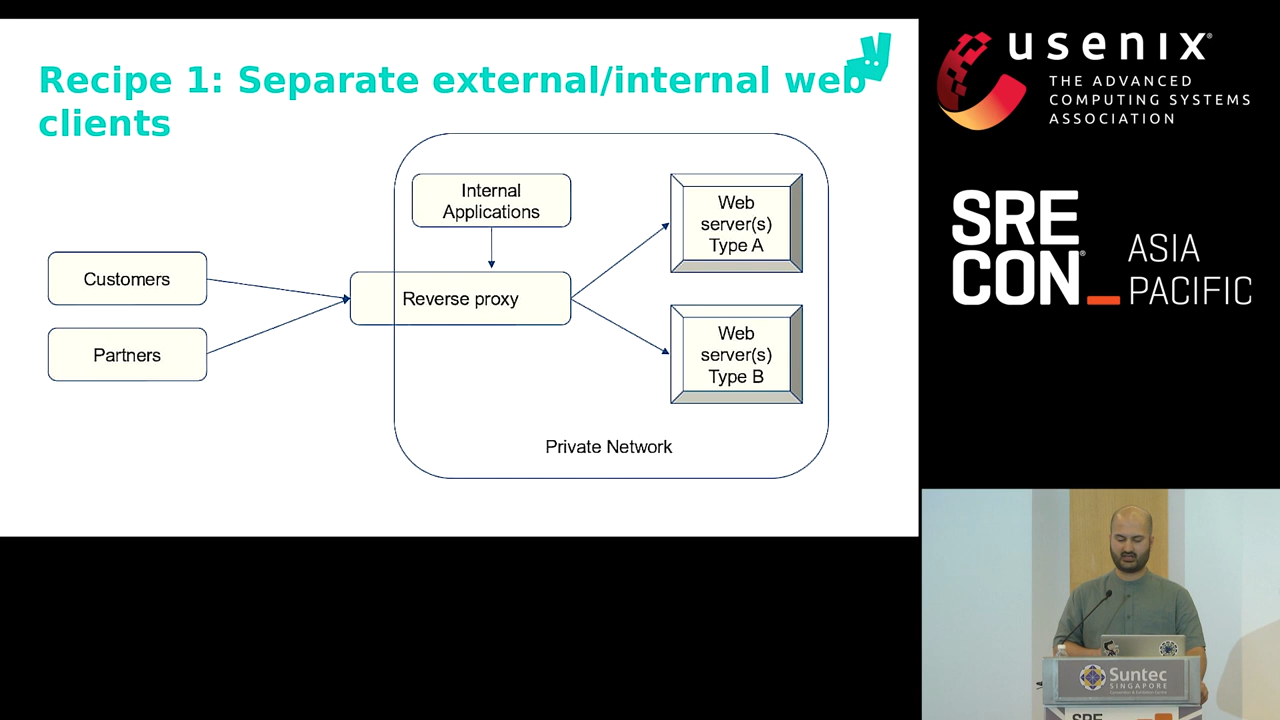 Recipe 1: Separate external/internal web
clients
Internal
Applications
Customers
Partners
Reverse proxy
Web
server(s)
Type A
Web
server(s)
Type B
Private Network
usenix®
THE ADVANCED
COMPUTING SYSTEMS
ASSOCIATION
SRE
CON®
ASIA
PACIFIC
Suntec
SINGAPORE
SRE